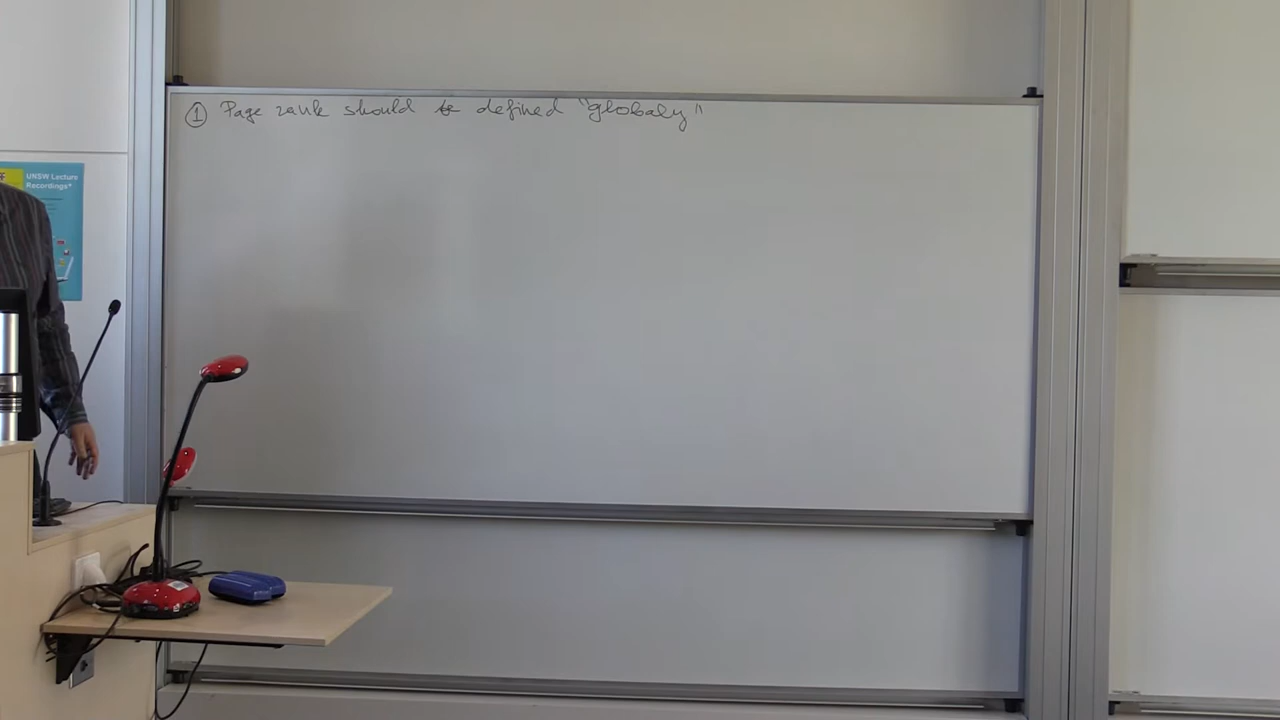 ① Page rank should be defined "globaly"
UNSW Lecture
Recordings*